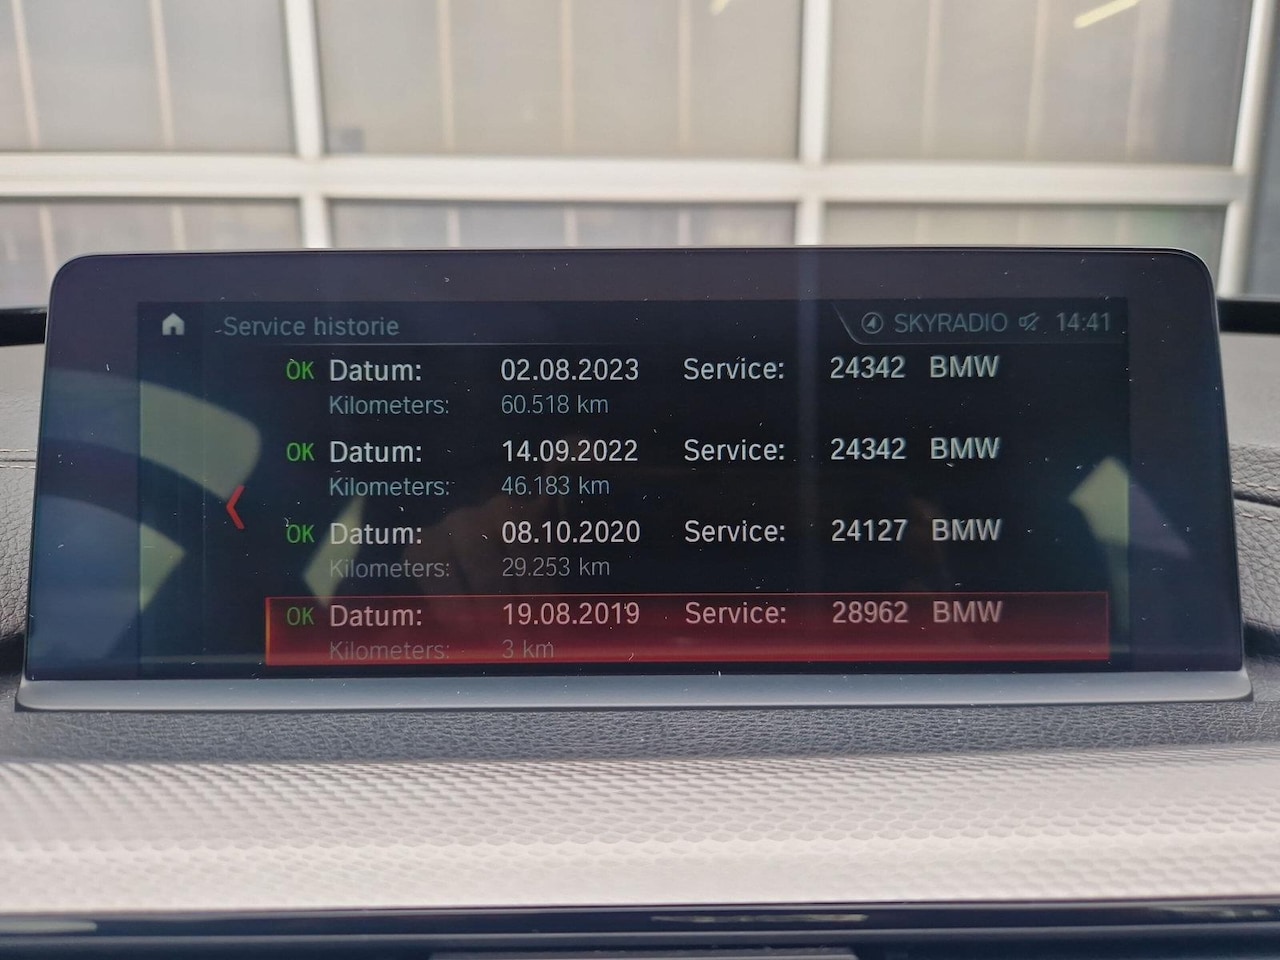 Service historie SKYRADIO 14:41
OK Datum: 02.08.2023 Service: 24342 BMW
Kilometers: 60.518 km
OK Datum: 14.09.2022 Service: 24342 BMW
Kilometers: 46.183 km
OK Datum: 08.10.2020 Service: 24127 BMW
Kilometers: 29.253 km
OK Datum: 19.08.2019 Service: 28962 BMW
Kilometers: 3 km